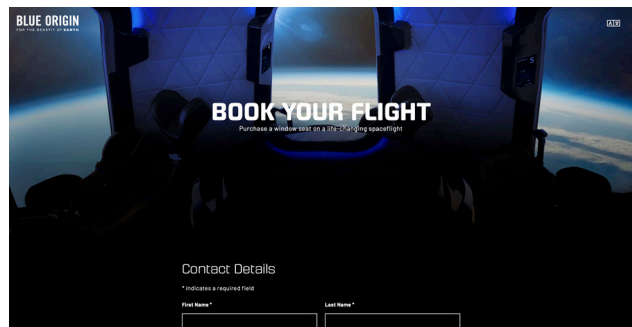 BLUE ORIGIN
FOR THE BENEFIT OF EARTH
BOOK YOUR FLIGHT
Purchase a window seat on a life-changing spaceflight
Contact Details
* Indicates a required field
First Name * Last Name *